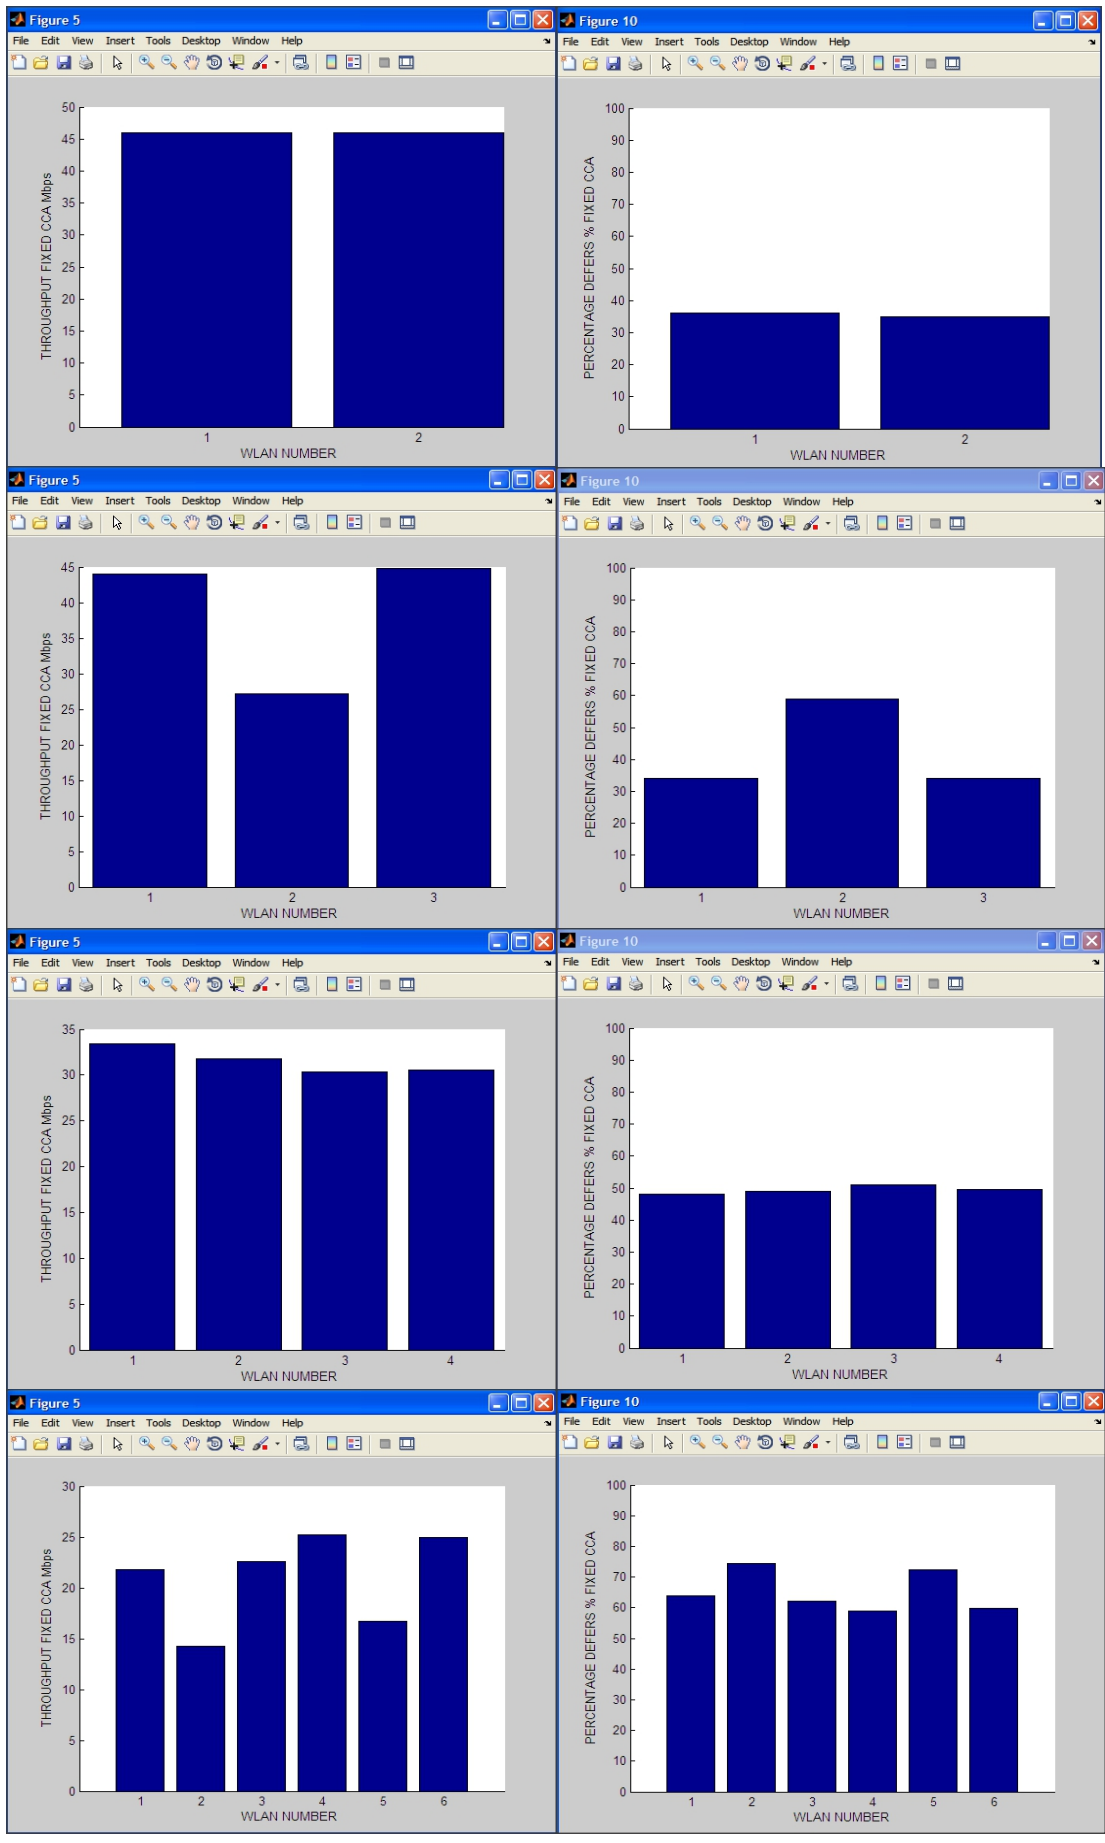 Figure 5
File Edit View Insert Tools Desktop Window Help
50
45
40
35
30
25
20
15
10
5
0
THROUGHPUT FIXED CCA Mbps
1 2
WLAN NUMBER
Figure 10
File Edit View Insert Tools Desktop Window Help
100
90
80
70
60
50
40
30
20
10
0
PERCENTAGE DEFERS % FIXED CCA
1 2
WLAN NUMBER
Figure 5
File Edit View Insert Tools Desktop Window Help
45
40
35
30
25
20
15
10
5
0
THROUGHPUT FIXED CCA Mbps
1 2 3
WLAN NUMBER
Figure 10
File Edit View Insert Tools Desktop Window Help
100
90
80
70
60
50
40
30
20
10
0
PERCENTAGE DEFERS % FIXED CCA
1 2 3
WLAN NUMBER
Figure 5
File Edit View Insert Tools Desktop Window Help
35
30
25
20
15
10
5
0
THROUGHPUT FIXED CCA Mbps
1 2 3 4
WLAN NUMBER
Figure 10
File Edit View Insert Tools Desktop Window Help
100
90
80
70
60
50
40
30
20
10
0
PERCENTAGE DEFERS % FIXED CCA
1 2 3 4
WLAN NUMBER
Figure 5
File Edit View Insert Tools Desktop Window Help
30
25
20
15
10
5
0
THROUGHPUT FIXED CCA Mbps
1 2 3 4 5 6
WLAN NUMBER
Figure 10
File Edit View Insert Tools Desktop Window Help
100
90
80
70
60
50
40
30
20
10
0
PERCENTAGE DEFERS % FIXED CCA
1 2 3 4 5 6
WLAN NUMBER